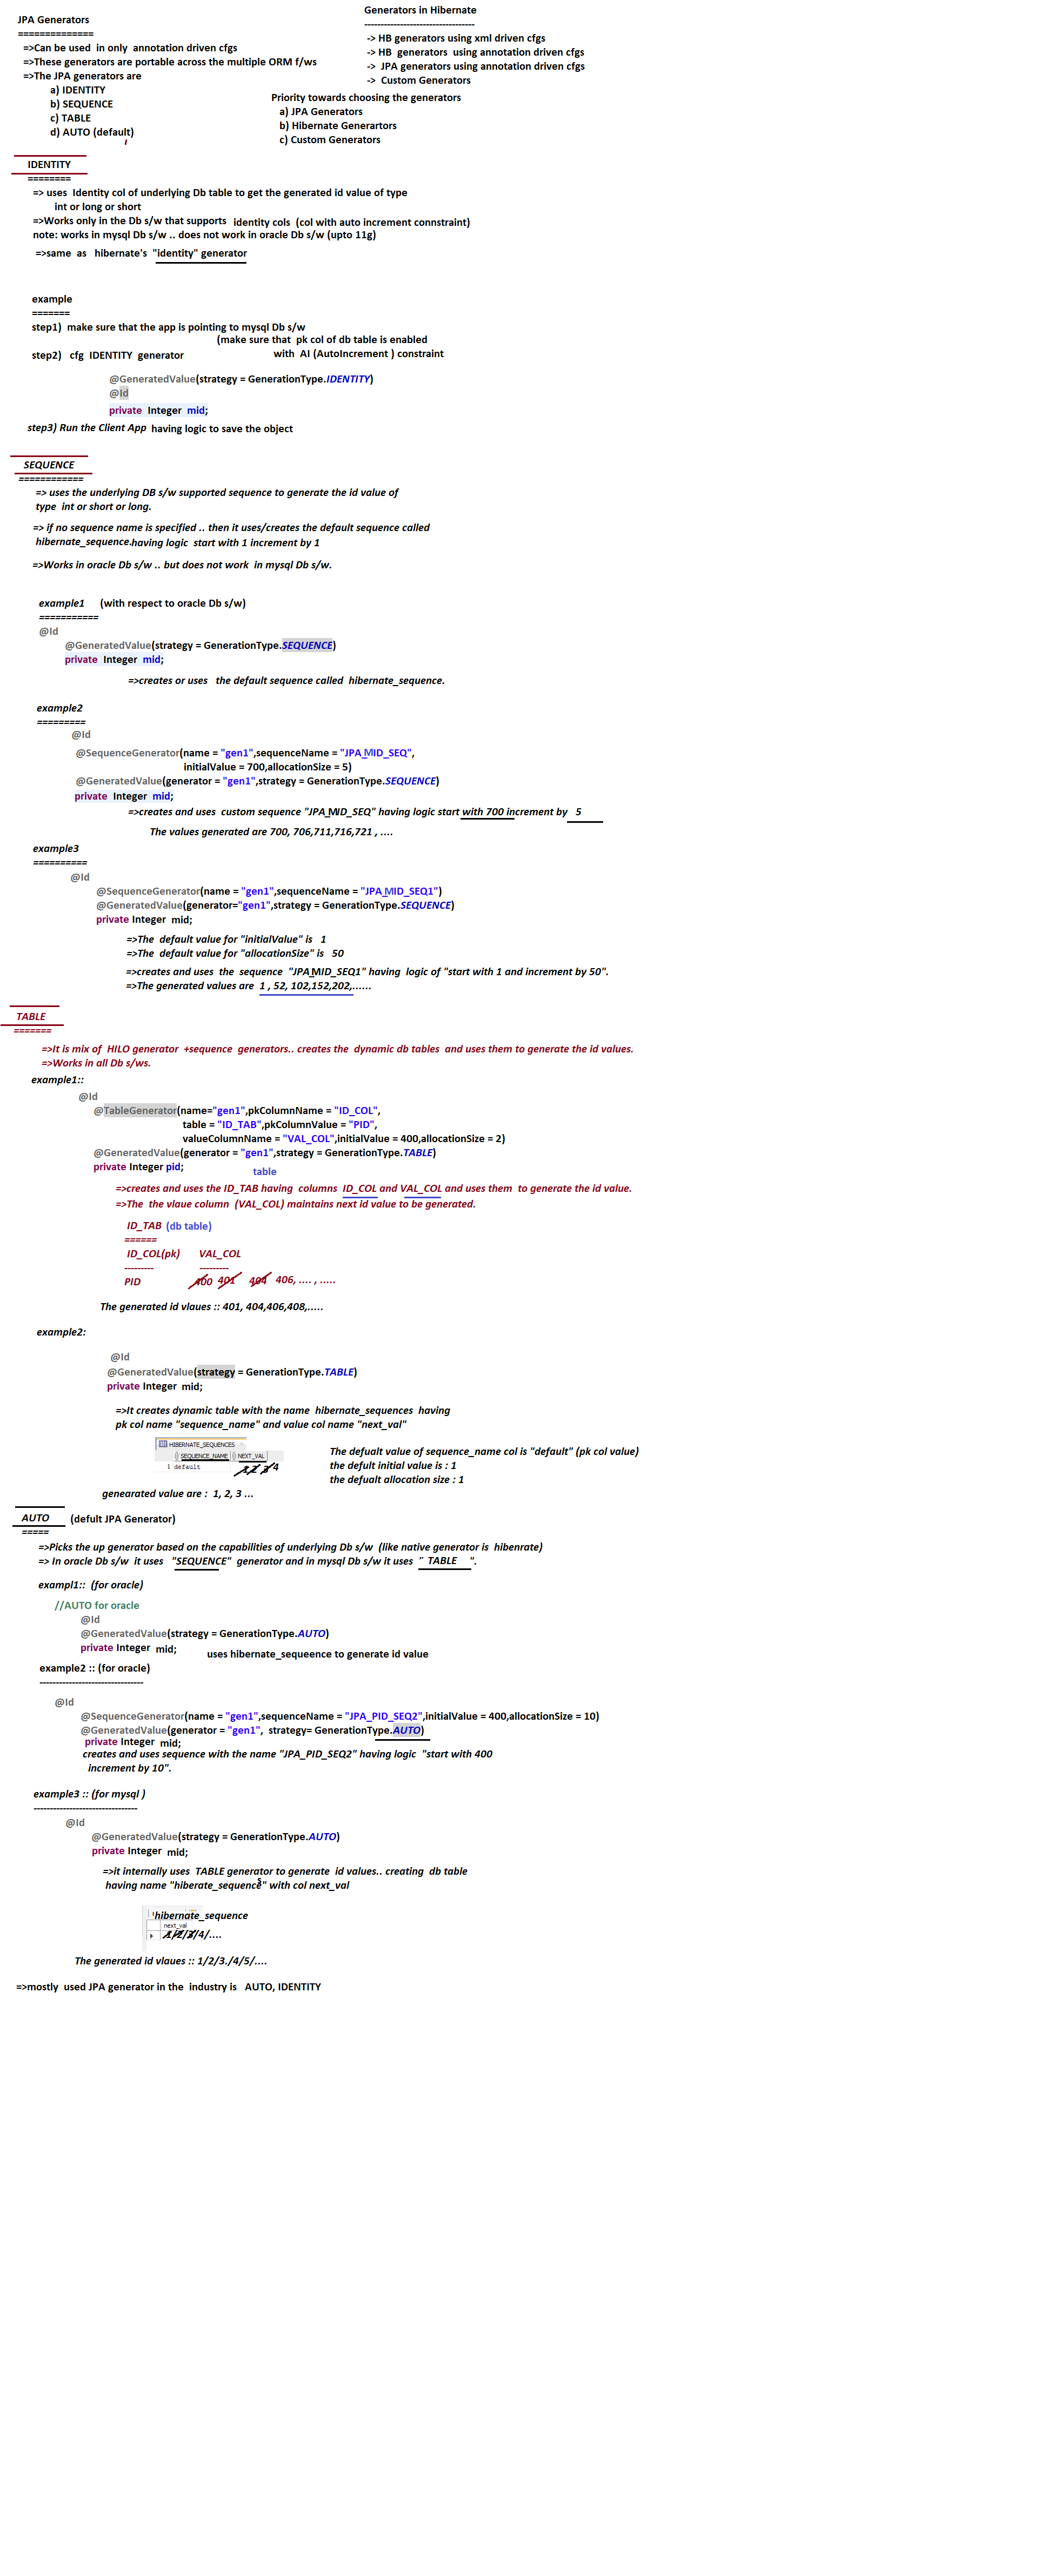 Generators in Hibernate
----------------------------------
-> HB generators using xml driven cfgs
-> HB  generators  using annotation driven cfgs
->  JPA generators using annotation driven cfgs
->  Custom Generators
JPA Generators
==============
=>Can be used  in only  annotation driven cfgs
=>These generators are portable across the multiple ORM f/ws
=>The JPA generators are
a) IDENTITY
b) SEQUENCE
c) TABLE
d) AUTO (default)
Priority towards choosing the generators
a) JPA Generators
b) Hibernate Generartors
c) Custom Generators
IDENTITY
========
=> uses  Identity col of underlying Db table to get the generated id value of type
int or long or short
=>Works only in the Db s/w that supports  identity cols  (col with auto increment connstraint)
note: works in mysql Db s/w .. does not work in oracle Db s/w (upto 11g)
=>same  as   hibernate's  "identity" generator
example
=======
step1)  make sure that the app is pointing to mysql Db s/w
(make sure that  pk col of db table is enabled
step2)   cfg  IDENTITY  generator   with  AI (AutoIncrement ) constraint
@GeneratedValue(strategy = GenerationType.IDENTITY)
@Id
private  Integer  mid;
step3) Run the Client App  having logic to save the object
SEQUENCE
============
=> uses the underlying DB s/w supported sequence to generate the id value of
type  int or short or long.
=> if no sequence name is specified .. then it uses/creates the default sequence called
hibernate_sequence.having logic  start with 1 increment by 1
=>Works in oracle Db s/w .. but does not work  in mysql Db s/w.
example1     (with respect to oracle Db s/w)
===========
@Id
@GeneratedValue(strategy = GenerationType.SEQUENCE)
private  Integer  mid;
=>creates or uses   the default sequence called  hibernate_sequence.
example2
=========
@Id
@SequenceGenerator(name = "gen1",sequenceName = "JPA_MID_SEQ",
initialValue = 700,allocationSize = 5)
@GeneratedValue(generator = "gen1",strategy = GenerationType.SEQUENCE)
private  Integer  mid;
=>creates and uses  custom sequence "JPA_MID_SEQ" having logic start with 700 increment by   5
The values generated are 700, 706,711,716,721 , ....
example3
==========
@Id
@SequenceGenerator(name = "gen1",sequenceName = "JPA_MID_SEQ1")
@GeneratedValue(generator="gen1",strategy = GenerationType.SEQUENCE)
private Integer  mid;
=>The  default value for "initialValue" is   1
=>The  default value for "allocationSize" is   50
=>creates and uses  the  sequence  "JPA_MID_SEQ1" having  logic of "start with 1 and increment by 50".
=>The generated values are  1 , 52, 102,152,202,......
TABLE
=======
=>It is mix of  HILO generator  +sequence  generators.. creates the  dynamic db tables  and uses them to generate the id values.
=>Works in all Db s/ws.
example1::
@Id
@TableGenerator(name="gen1",pkColumnName = "ID_COL",
table = "ID_TAB",pkColumnValue = "PID",
valueColumnName = "VAL_COL",initialValue = 400,allocationSize = 2)
@GeneratedValue(generator = "gen1",strategy = GenerationType.TABLE)
private Integer pid;
table
=>creates and uses the ID_TAB having  columns  ID_COL and VAL_COL and uses them  to generate the id value.
=>The  the vlaue column  (VAL_COL) maintains next id value to be generated.
ID_TAB  (db table)
======
ID_COL(pk)      VAL_COL
---------   ---------
PID   400  401  404  406, .... , .....
The generated id vlaues :: 401, 404,406,408,.....
example2:
@Id
@GeneratedValue(strategy = GenerationType.TABLE)
private Integer  mid;
=>It creates dynamic table with the name  hibernate_sequences  having
pk col name "sequence_name" and value col name "next_val"
HIBERNATE_SEQUENCES
SEQUENCE_NAME  NEXT_VAL
1 default   1 2 3 4
The defualt value of sequence_name col is "default" (pk col value)
the defult initial value is : 1
the defualt allocation size : 1
genearated value are :  1, 2, 3 ...
AUTO   (defult JPA Generator)
=====
=>Picks the up generator based on the capabilities of underlying Db s/w  (like native generator is  hibenrate)
=> In oracle Db s/w  it uses   "SEQUENCE"  generator and in mysql Db s/w it uses  " TABLE    ".
exampl1::  (for oracle)
//AUTO for oracle
@Id
@GeneratedValue(strategy = GenerationType.AUTO)
private Integer  mid;
uses hibernate_sequeence to generate id value
example2 :: (for oracle)
--------------------------------
@Id
@SequenceGenerator(name = "gen1",sequenceName = "JPA_PID_SEQ2",initialValue = 400,allocationSize = 10)
@GeneratedValue(generator = "gen1",  strategy= GenerationType.AUTO)
private Integer  mid;
creates and uses sequence with the name "JPA_PID_SEQ2" having logic  "start with 400
increment by 10".
example3 :: (for mysql )
--------------------------------
@Id
@GeneratedValue(strategy = GenerationType.AUTO)
private Integer  mid;
=>it internally uses  TABLE generator to generate  id values.. creating  db table
having name "hiberate_sequences" with col next_val
hibernate_sequence
next_val
1/2/3/4/....
The generated id vlaues :: 1/2/3./4/5/....
=>mostly  used JPA generator in the  industry is   AUTO, IDENTITY